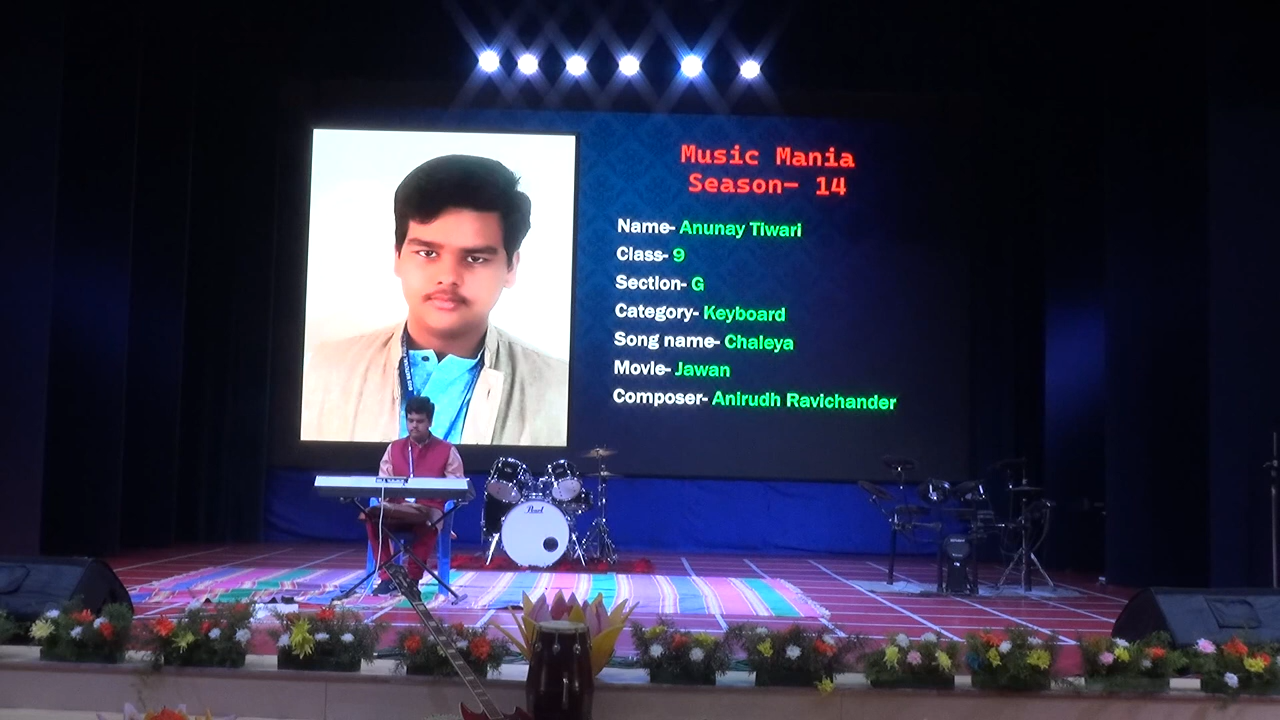 Music Mania
Season- 14
Name- Anunay Tiwari
Class- 9
Section- G
Category- Keyboard
Song name- Chaleya
Movie- Jawan
Composer- Anirudh Ravichander
Pearl